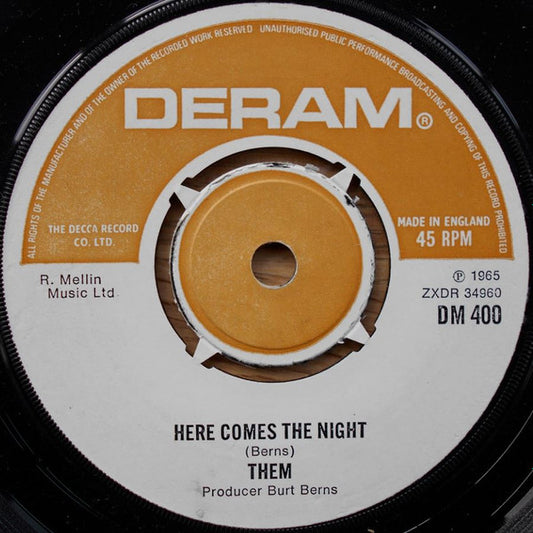 ALL RIGHTS OF THE MANUFACTURER AND OF THE OWNER OF THE RECORDED WORK RESERVED UNAUTHORISED PUBLIC PERFORMANCE BROADCASTING AND COPYING OF THIS RECORD PROHIBITED
DERAM®
THE DECCA RECORD
CO. LTD.
MADE IN ENGLAND
45 RPM
R. Mellin
Music Ltd
℗ 1965
ZXDR 34960
DM 400
HERE COMES THE NIGHT
(Berns)
THEM
Producer Burt Berns